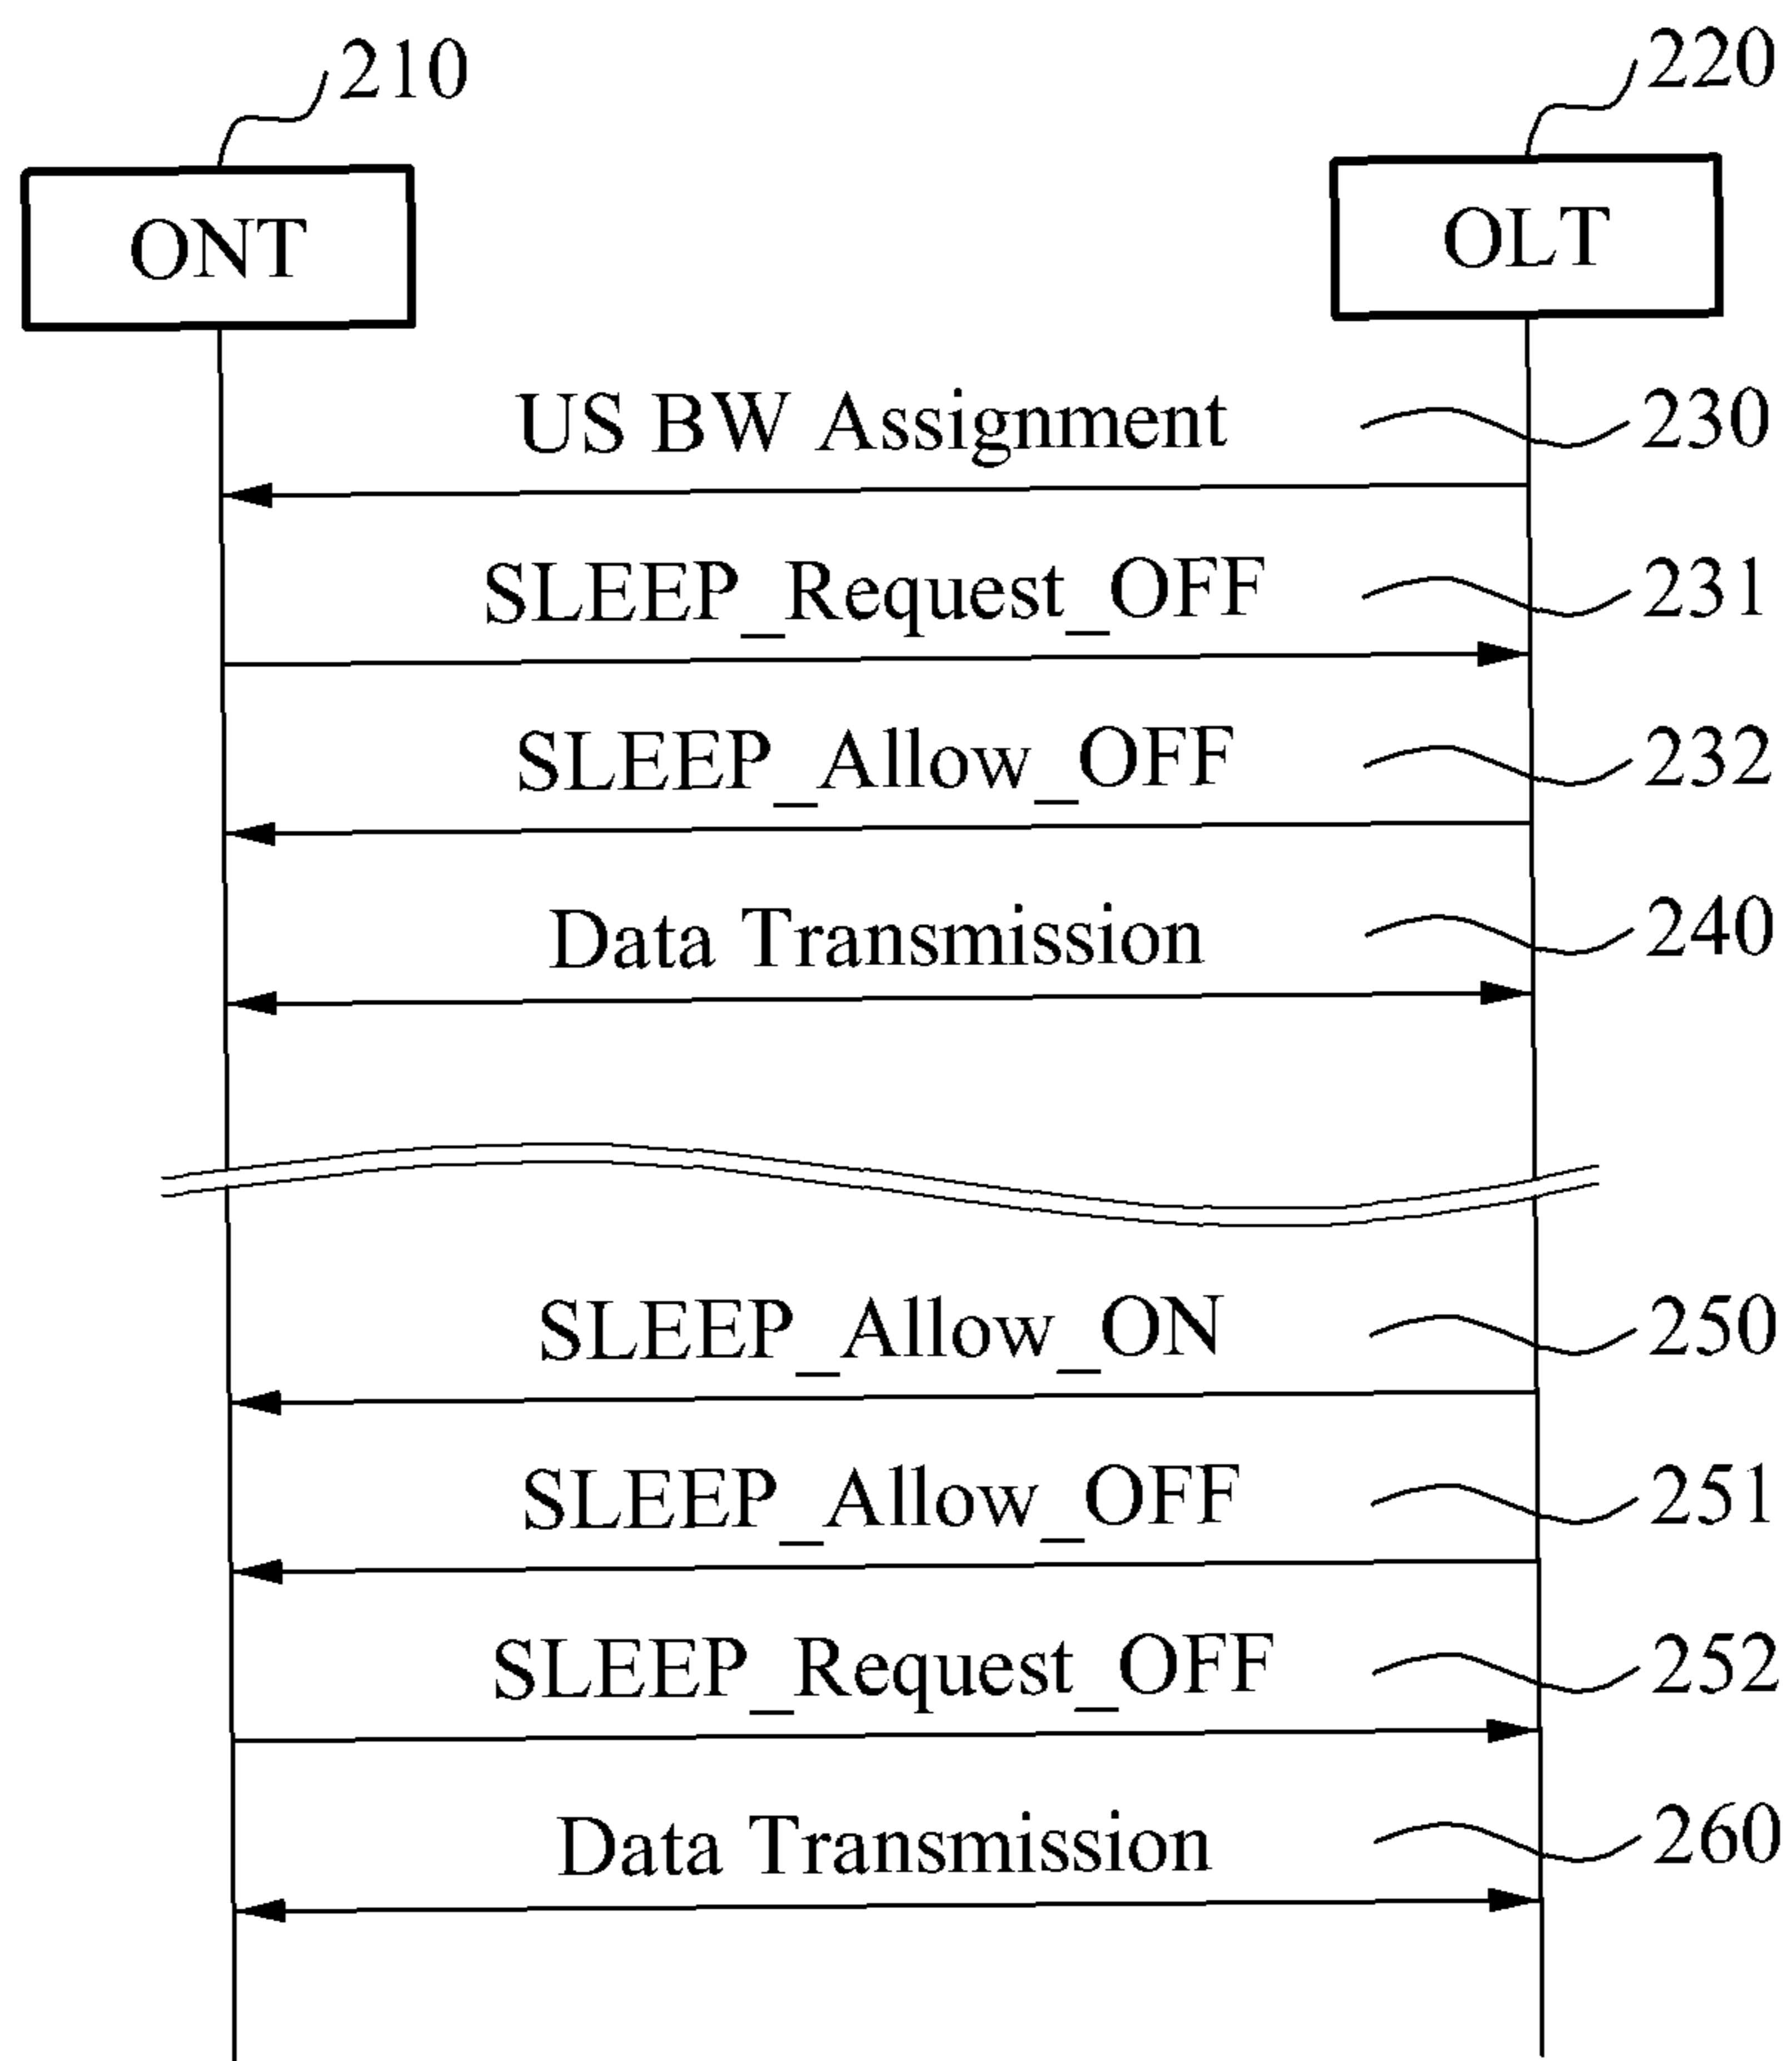 210
220
ONT
OLT
US BW Assignment 230
SLEEP_Request_OFF 231
SLEEP_Allow_OFF 232
Data Transmission 240
SLEEP_Allow_ON 250
SLEEP_Allow_OFF 251
SLEEP_Request_OFF 252
Data Transmission 260